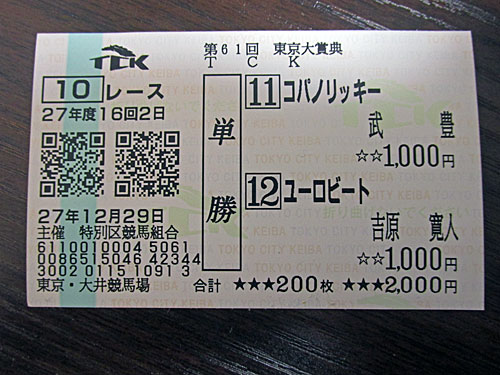 TCK
第61回 東京大賞典
T C K
10 レース
27年度16回2日
単勝
11 コパノリッキー
武 豊
☆☆1,000円
12 ユーロビート
吉原 寛人
☆☆1,000円
27年12月29日
主催 特別区競馬組合
6110010004 5061
0086515046 42344
3002 0115 1091 3
東京・大井競馬場
合計 ★★★200枚 ★★★2,000円
TOKYO CITY KEIBA